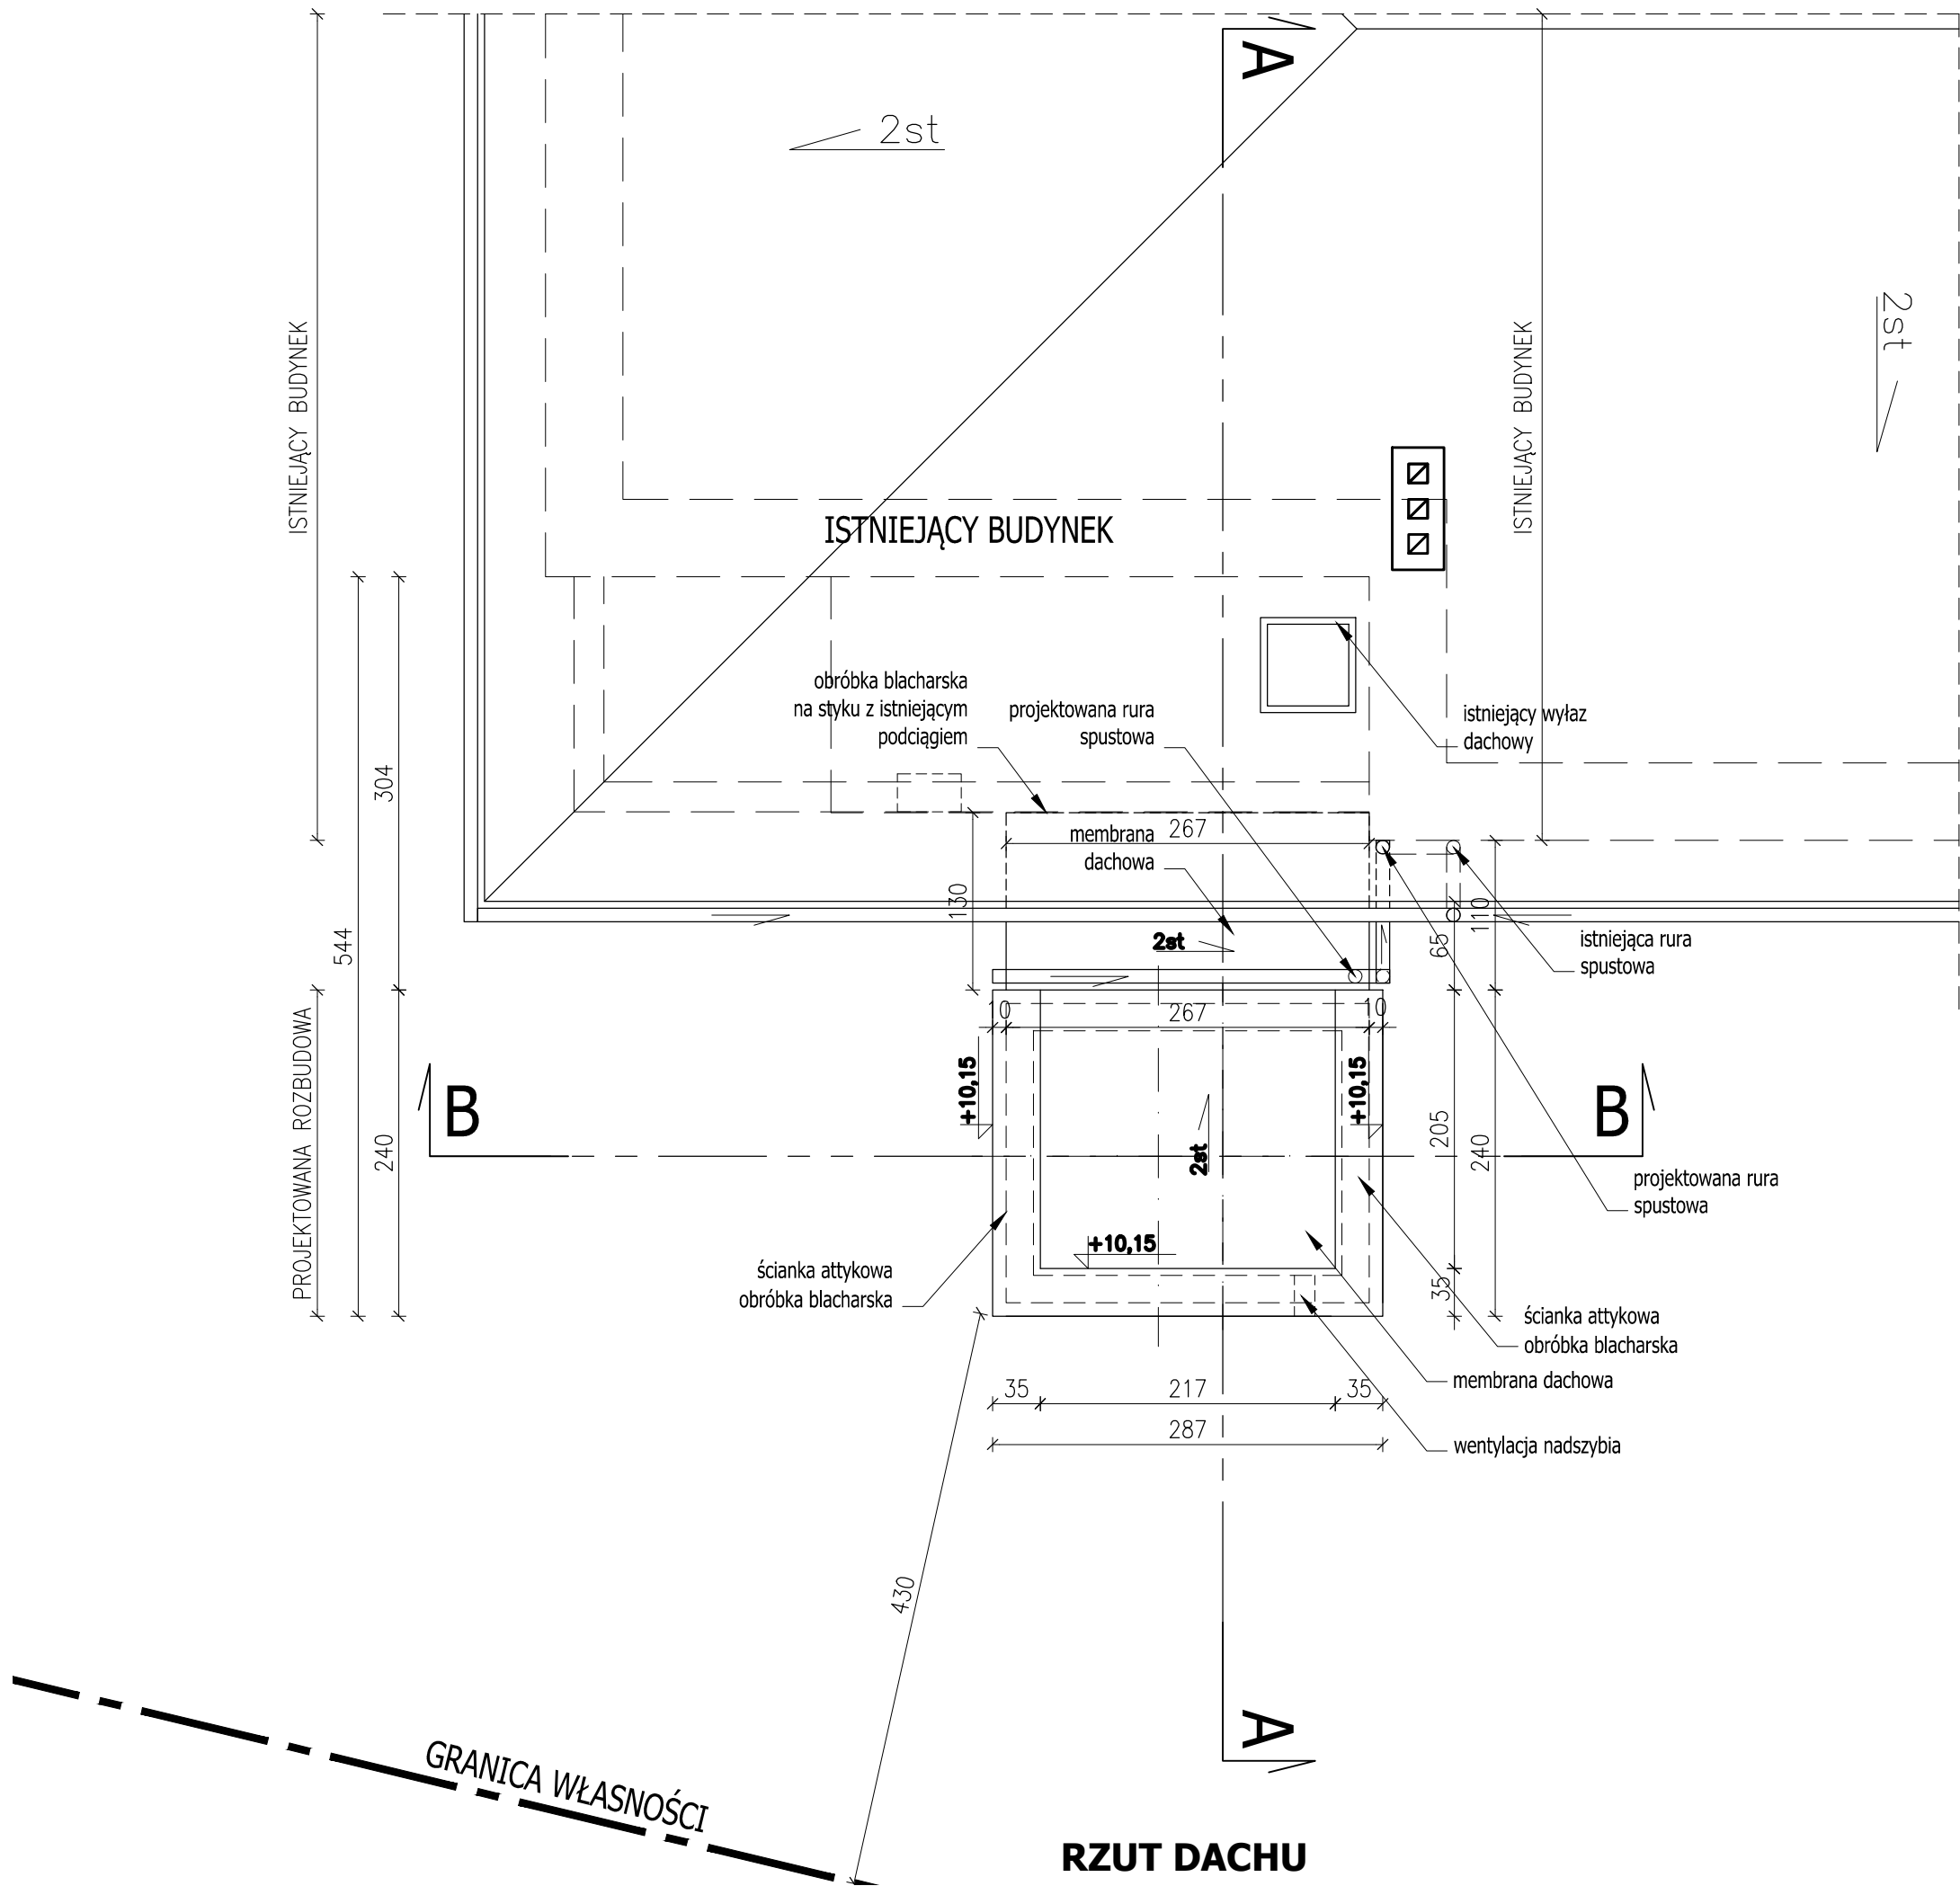 A
2st
2st
ISTNIEJĄCY BUDYNEK
ISTNIEJĄCY BUDYNEK
ISTNIEJĄCY BUDYNEK
obróbka blacharska
na styku z istniejącym
podciągiem
projektowana rura
spustowa
istniejący wyłaz
dachowy
304
membrana
dachowa
267
130
110
65
544
2st
istniejąca rura
spustowa
10
267
10
PROJEKTOWANA ROZBUDOWA
240
B
+10,15
+10,15
2st
205
240
B
projektowana rura
spustowa
+10,15
ścianka attykowa
obróbka blacharska
35
ścianka attykowa
obróbka blacharska
membrana dachowa
35
217
35
287
wentylacja nadszybia
430
A
GRANICA WŁASNOŚCI
RZUT DACHU